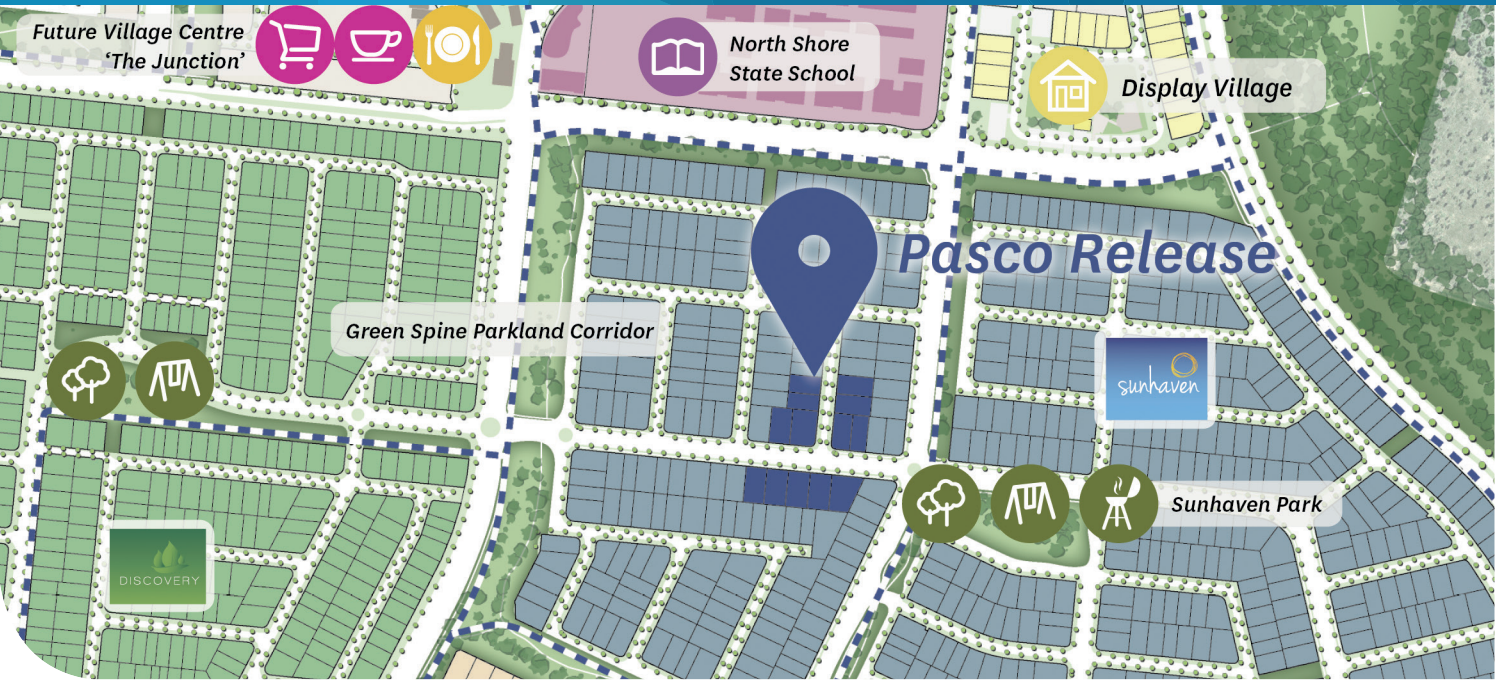 Future Village Centre
‘The Junction’
North Shore
State School
Display Village
Pasco Release
Green Spine Parkland Corridor
sunhaven
Sunhaven Park
DISCOVERY